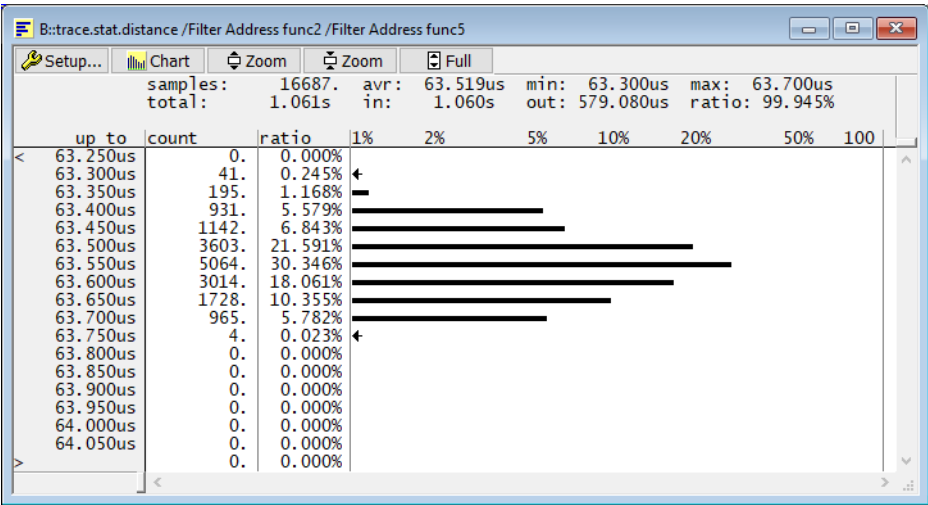 B::trace.stat.distance /Filter Address func2 /Filter Address func5
Setup... Chart Zoom Zoom Full
samples: 16687. avr: 63.519us min: 63.300us max: 63.700us
total: 1.061s in: 1.060s out: 579.080us ratio: 99.945%
up to count ratio 1% 2% 5% 10% 20% 50% 100
< 63.250us 0. 0.000%
63.300us 41. 0.245%
63.350us 195. 1.168%
63.400us 931. 5.579%
63.450us 1142. 6.843%
63.500us 3603. 21.591%
63.550us 5064. 30.346%
63.600us 3014. 18.061%
63.650us 1728. 10.355%
63.700us 965. 5.782%
63.750us 4. 0.023%
63.800us 0. 0.000%
63.850us 0. 0.000%
63.900us 0. 0.000%
63.950us 0. 0.000%
64.000us 0. 0.000%
64.050us 0. 0.000%
> 0. 0.000%